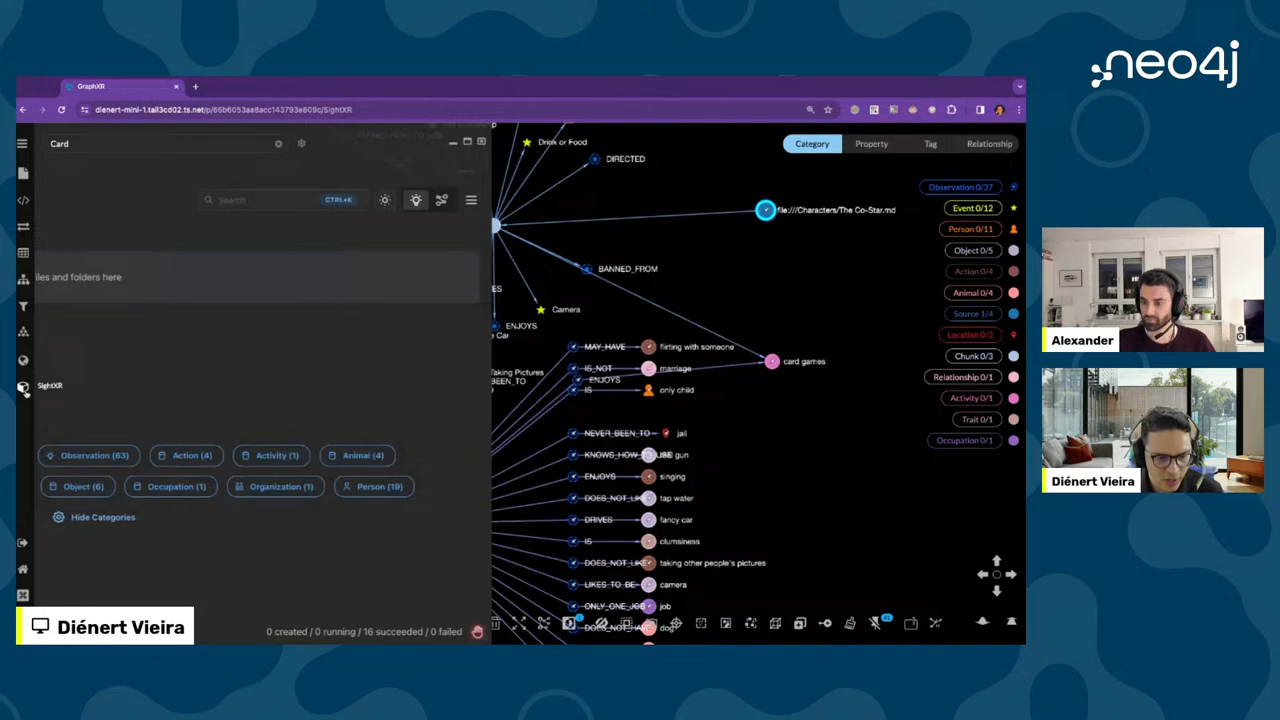 neo4j
GraphXR
dienert-mini-1.tail3cd02.ts.net/p/65b6053aa8acc143793e809c/SightXR
Card
Search
CTRL+K
iles and folders here
SightXR
Observation (63)
Action (4)
Activity (1)
Animal (4)
Object (6)
Occupation (1)
Organization (1)
Person (19)
Hide Categories
0 created / 0 running / 16 succeeded / 0 failed
Drink or Food
DIRECTED
file:///Characters/The Co-Star.md
BANNED_FROM
ES
Camera
ENJOYS
e Car
MAY_HAVE
flirting with someone
card games
Taking Pictures
BEEN_TO
IS_NOT
marriage
ENJOYS
IS
only child
NEVER_BEEN_TO
jail
gun
ENJOYS
singing
tap water
DRIVES
fancy car
IS
clumsiness
taking other people's pictures
LIKES_TO_BE
camera
ONLY_ONE_JOB
job
dog
41
Category
Property
Tag
Relationship
Observation 0/37
Event 0/12
Person 0/11
Object 0/5
Action 0/4
Animal 0/4
Source 1/4
Location 0/3
Chunk 0/3
Relationship 0/1
Activity 0/1
Trait 0/1
Occupation 0/1
Alexander
Diénert Vieira
Diénert Vieira